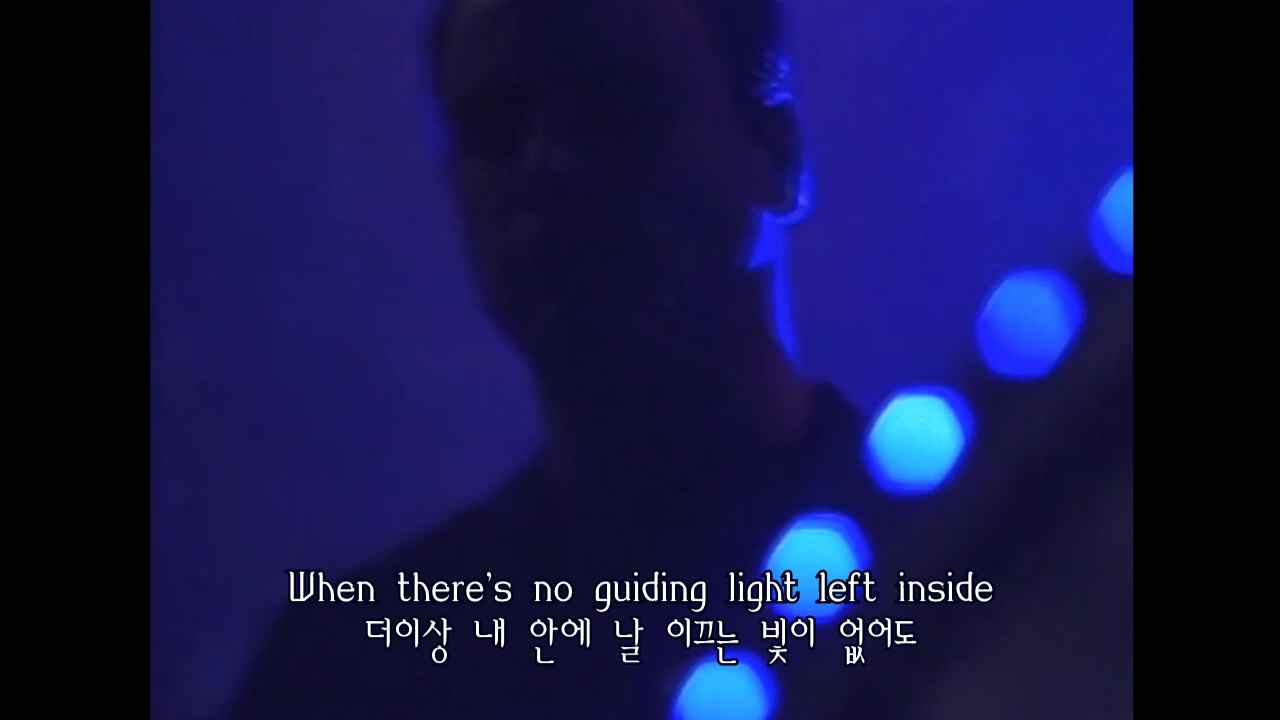 When there's no guiding light left inside
더이상 내 안에 날 이끄는 빛이 없어도